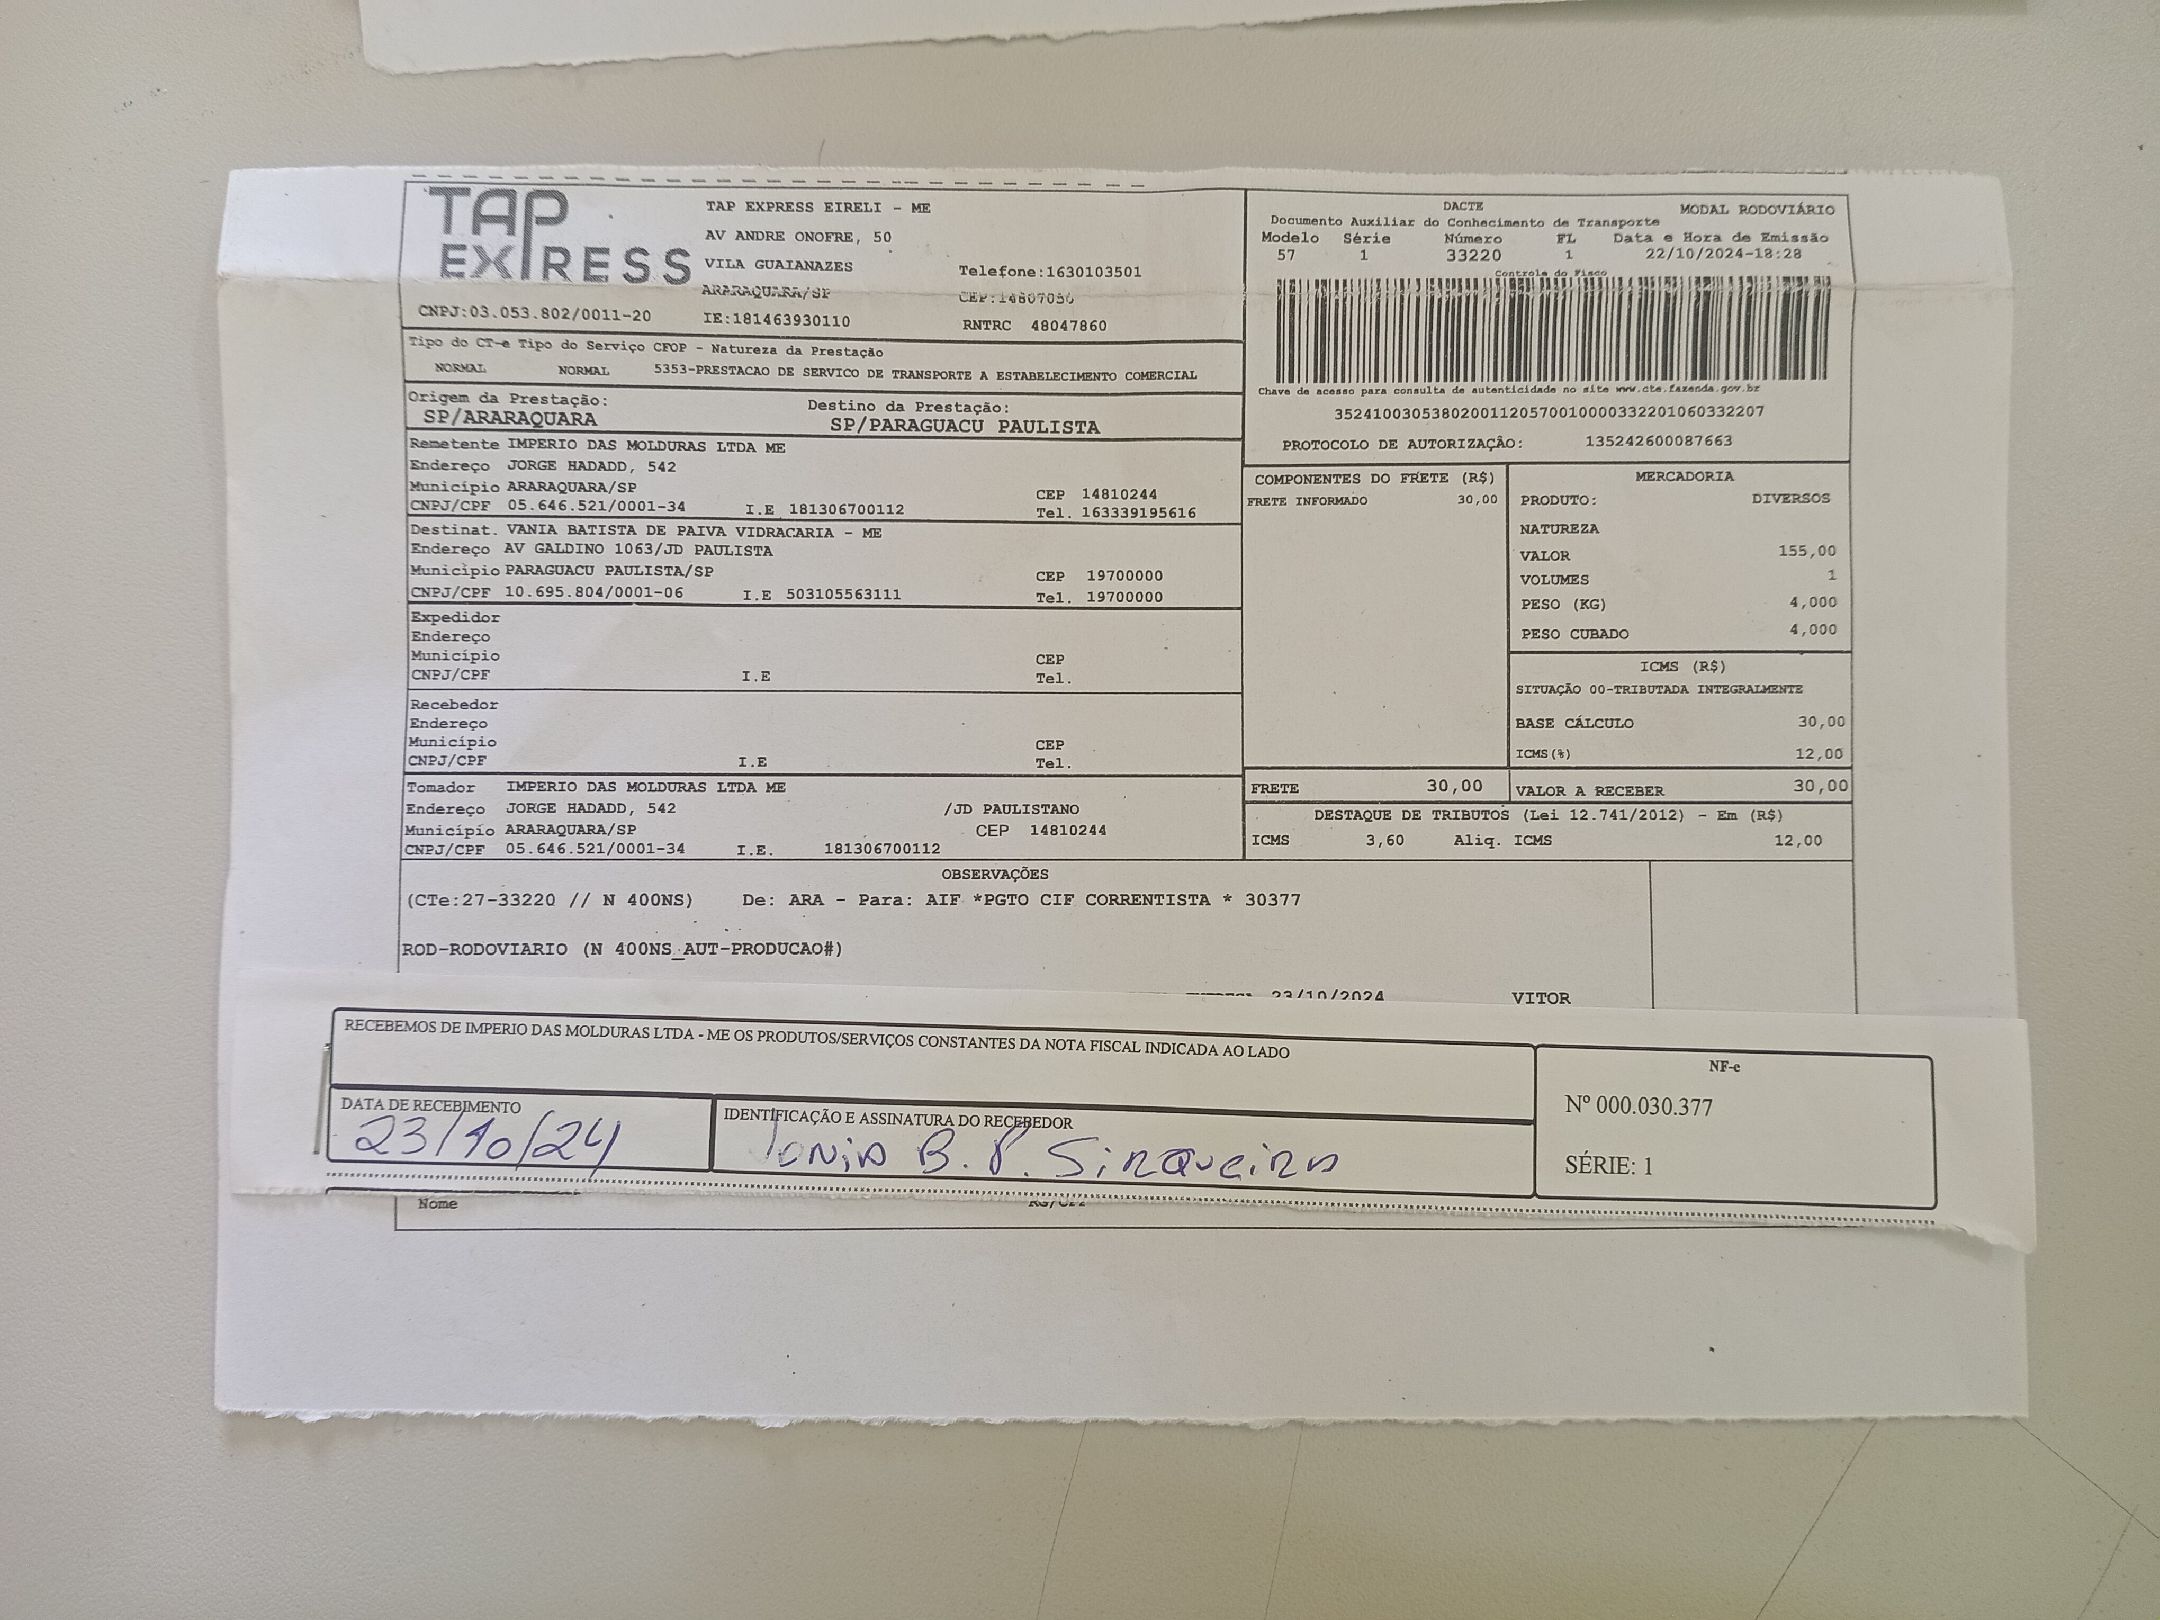 TAP EXPRESS
TAP EXPRESS EIRELI - ME
AV ANDRE ONOFRE, 50
VILA GUAIANAZES Telefone:1630103501
ARARAQUARA/SP CEP:14807056
CNPJ:03.053.802/0011-20 IE:181463930110 RNTRC 48047860
DACTE MODAL RODOVIÁRIO
Documento Auxiliar do Conhecimento de Transporte
Modelo Série Número FL Data e Hora de Emissão
57 1 33220 1 22/10/2024-18:28
Controle do Fisco
Chave de acesso para consulta de autenticidade no site www.cte.fazenda.gov.br
35241003053802001120570010000332201060332207
PROTOCOLO DE AUTORIZAÇÃO: 135242600087663
Tipo do CT-e Tipo do Serviço CFOP - Natureza da Prestação
NORMAL NORMAL 5353-PRESTACAO DE SERVICO DE TRANSPORTE A ESTABELECIMENTO COMERCIAL
Origem da Prestação: Destino da Prestação:
SP/ARARAQUARA SP/PARAGUACU PAULISTA
Remetente IMPERIO DAS MOLDURAS LTDA ME
Endereço JORGE HADADD, 542
Município ARARAQUARA/SP CEP 14810244
CNPJ/CPF 05.646.521/0001-34 I.E 181306700112 Tel. 163339195616
Destinat. VANIA BATISTA DE PAIVA VIDRACARIA - ME
Endereço AV GALDINO 1063/JD PAULISTA
Município PARAGUACU PAULISTA/SP CEP 19700000
CNPJ/CPF 10.695.804/0001-06 I.E 503105563111 Tel. 19700000
Expedidor
Endereço
Município CEP
CNPJ/CPF I.E Tel.
Recebedor
Endereço
Município CEP
CNPJ/CPF I.E Tel.
Tomador IMPERIO DAS MOLDURAS LTDA ME
Endereço JORGE HADADD, 542 /JD PAULISTANO
Município ARARAQUARA/SP CEP 14810244
CNPJ/CPF 05.646.521/0001-34 I.E. 181306700112
COMPONENTES DO FRETE (R$)
FRETE INFORMADO 30,00
MERCADORIA
PRODUTO: DIVERSOS
NATUREZA
VALOR 155,00
VOLUMES 1
PESO (KG) 4,000
PESO CUBADO 4,000
ICMS (R$)
SITUAÇÃO 00-TRIBUTADA INTEGRALMENTE
BASE CÁLCULO 30,00
ICMS(%) 12,00
FRETE 30,00 VALOR A RECEBER 30,00
DESTAQUE DE TRIBUTOS (Lei 12.741/2012) - Em (R$)
ICMS 3,60 Aliq. ICMS 12,00
OBSERVAÇÕES
(CTe:27-33220 // N 400NS) De: ARA - Para: AIF *PGTO CIF CORRENTISTA * 30377
ROD-RODOVIARIO (N 400NS_AUT-PRODUCAO#)
23/10/2024 VITOR
RECEBEMOS DE IMPERIO DAS MOLDURAS LTDA - ME OS PRODUTOS/SERVIÇOS CONSTANTES DA NOTA FISCAL INDICADA AO LADO
DATA DE RECEBIMENTO
23/10/24
IDENTIFICAÇÃO E ASSINATURA DO RECEBEDOR
B. P.
NF-e
Nº 000.030.377
SÉRIE: 1
Nome RG/CPF